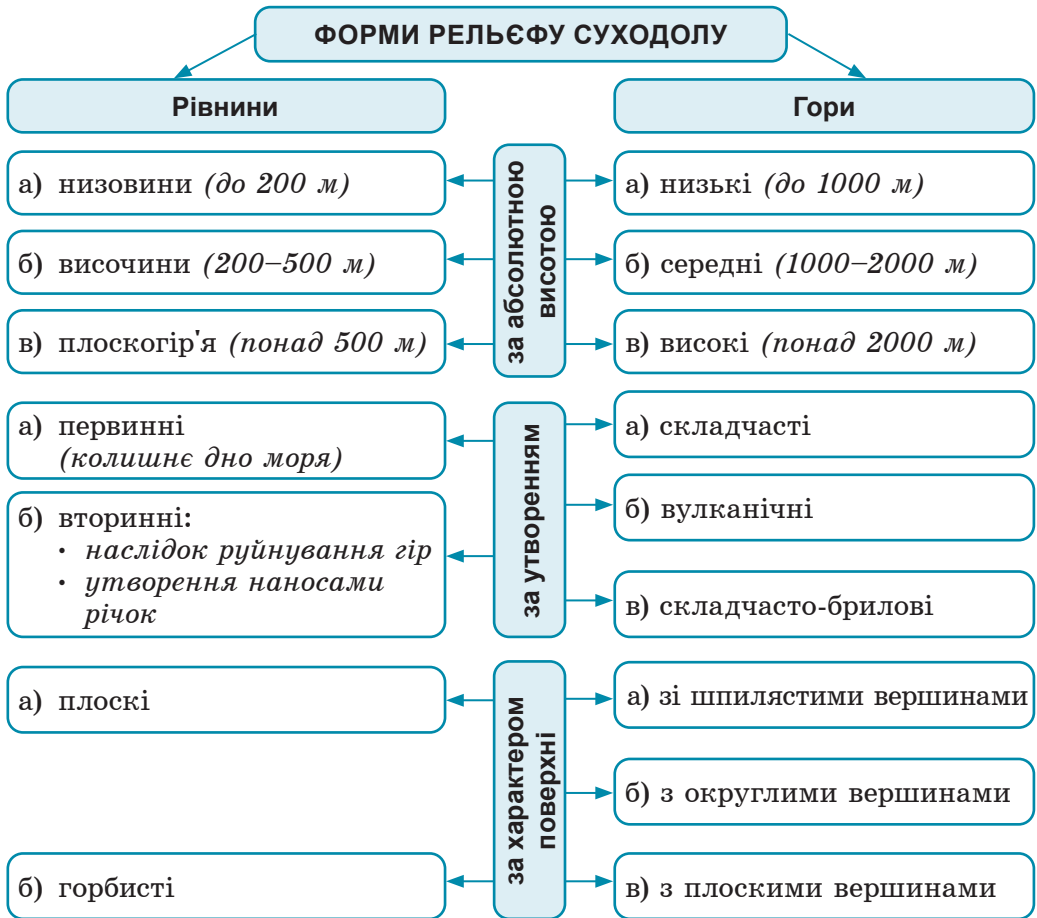 ФОРМИ РЕЛЬЄФУ СУХОДОЛУ
Рівнини
Гори
за абсолютною
висотою
а) низовини (до 200 м)
б) височини (200–500 м)
в) плоскогір'я (понад 500 м)
а) низькі (до 1000 м)
б) середні (1000–2000 м)
в) високі (понад 2000 м)
за утворенням
а) первинні
(колишнє дно моря)
б) вторинні:
· наслідок руйнування гір
· утворення наносами
річок
а) складчасті
б) вулканічні
в) складчасто-брилові
за характером
поверхні
а) плоскі
б) горбисті
а) зі шпилястими вершинами
б) з округлими вершинами
в) з плоскими вершинами